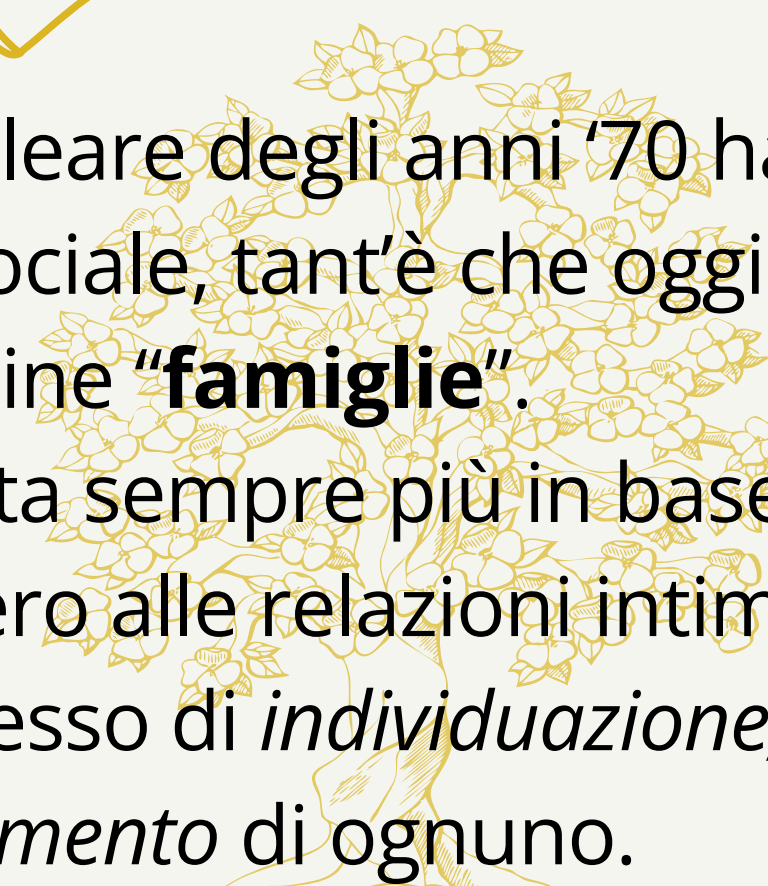 leare degli anni ‘70 ha
ociale, tant’è che oggi
ine “famiglie”.
ta sempre più in base
ero alle relazioni intim
esso di individuazione,
mento di ognuno.